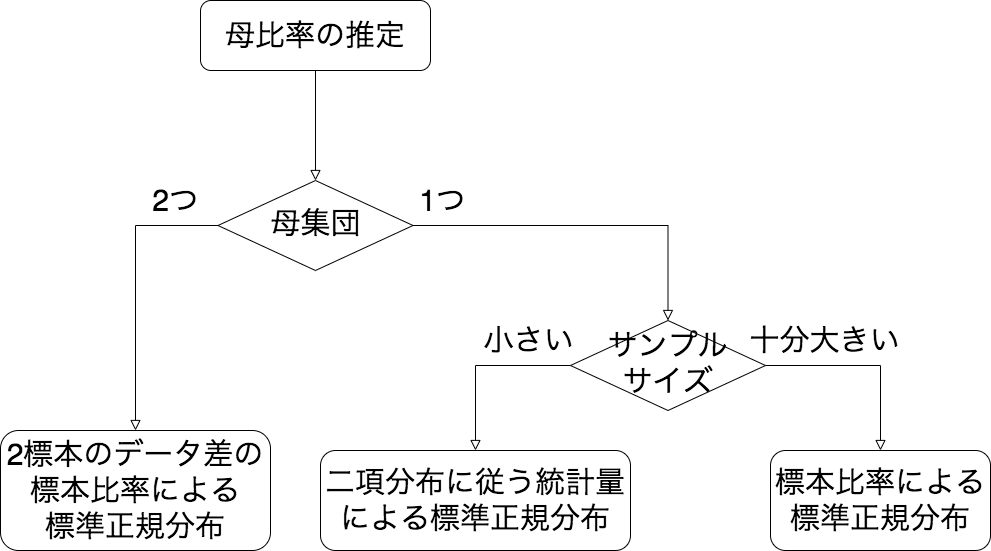 母比率の推定
2つ
1つ
母集団
小さい
サンプル
サイズ
十分大きい
2標本のデータ差の
標本比率による
標準正規分布
二項分布に従う統計量
による標準正規分布
標本比率による
標準正規分布